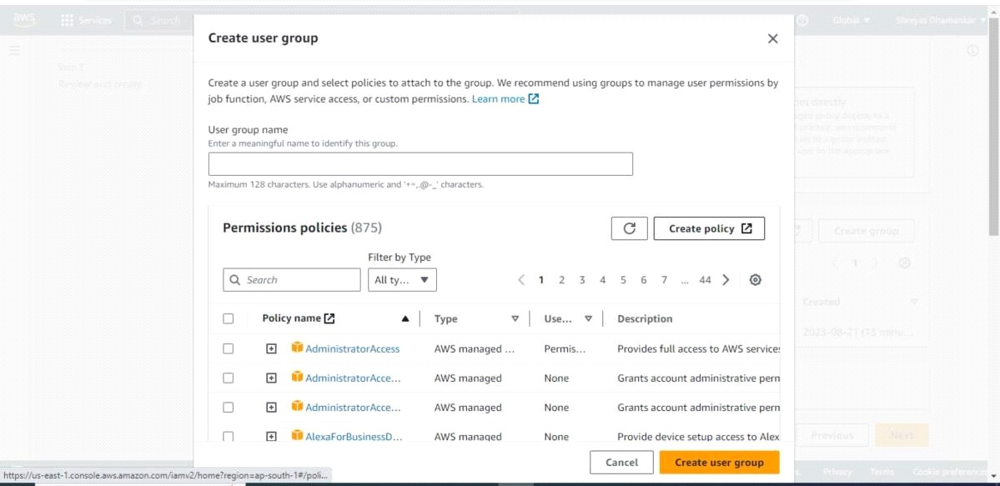 aws
Services
Search
Global
Shreyas Dhamankar
Step 3
Review and create
Create user group
Create a user group and select policies to attach to the group. We recommend using groups to manage user permissions by
job function, AWS service access, or custom permissions. Learn more
User group name
Enter a meaningful name to identify this group.
Maximum 128 characters. Use alphanumeric and '+=,.@-_' characters.
Permissions policies (875)
Create policy
Filter by Type
Search
All ty...
1 2 3 4 5 6 7 ... 44
Policy name
Type
Use...
Description
AdministratorAccess
AWS managed ...
Permis...
Provides full access to AWS services
AdministratorAcce...
AWS managed
None
Grants account administrative perm
AdministratorAcce...
AWS managed
None
Grants account administrative perm
AlexaForBusinessD...
AWS managed
None
Provide device setup access to Alex
Cancel
Create user group
ies directly
Create group
1
Created
2023-08-21 (13 minu...
Previous
Next
Privacy
Terms
Cookie preferences
https://us-east-1.console.aws.amazon.com/iamv2/home?region=ap-south-1#/poli...